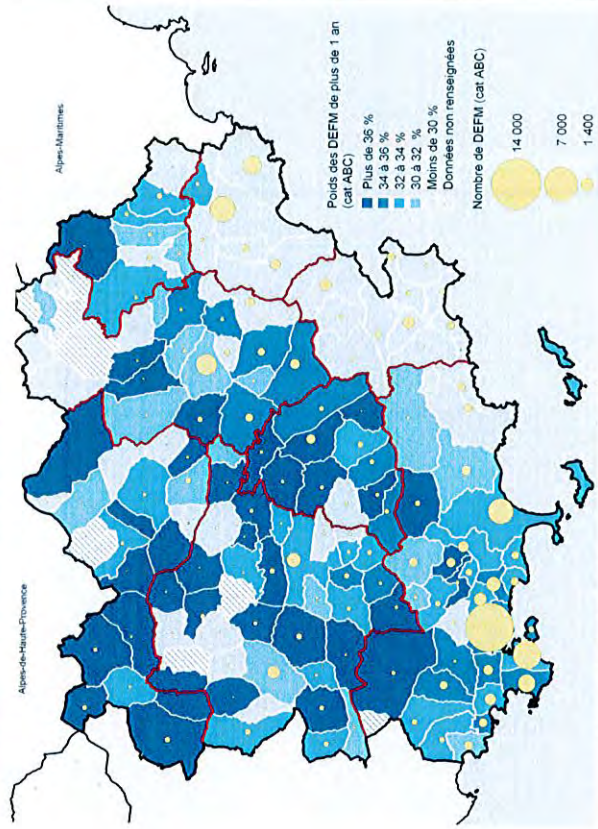 Alpes-de-Haute-Provence
Alpes-Maritimes
Poids des DEFM de plus de 1 an
(cat ABC)
Plus de 36 %
34 à 36 %
32 à 34 %
30 à 32 %
Moins de 30 %
Données non renseignées
Nombre de DEFM (cat ABC)
14 000
7 000
1 400